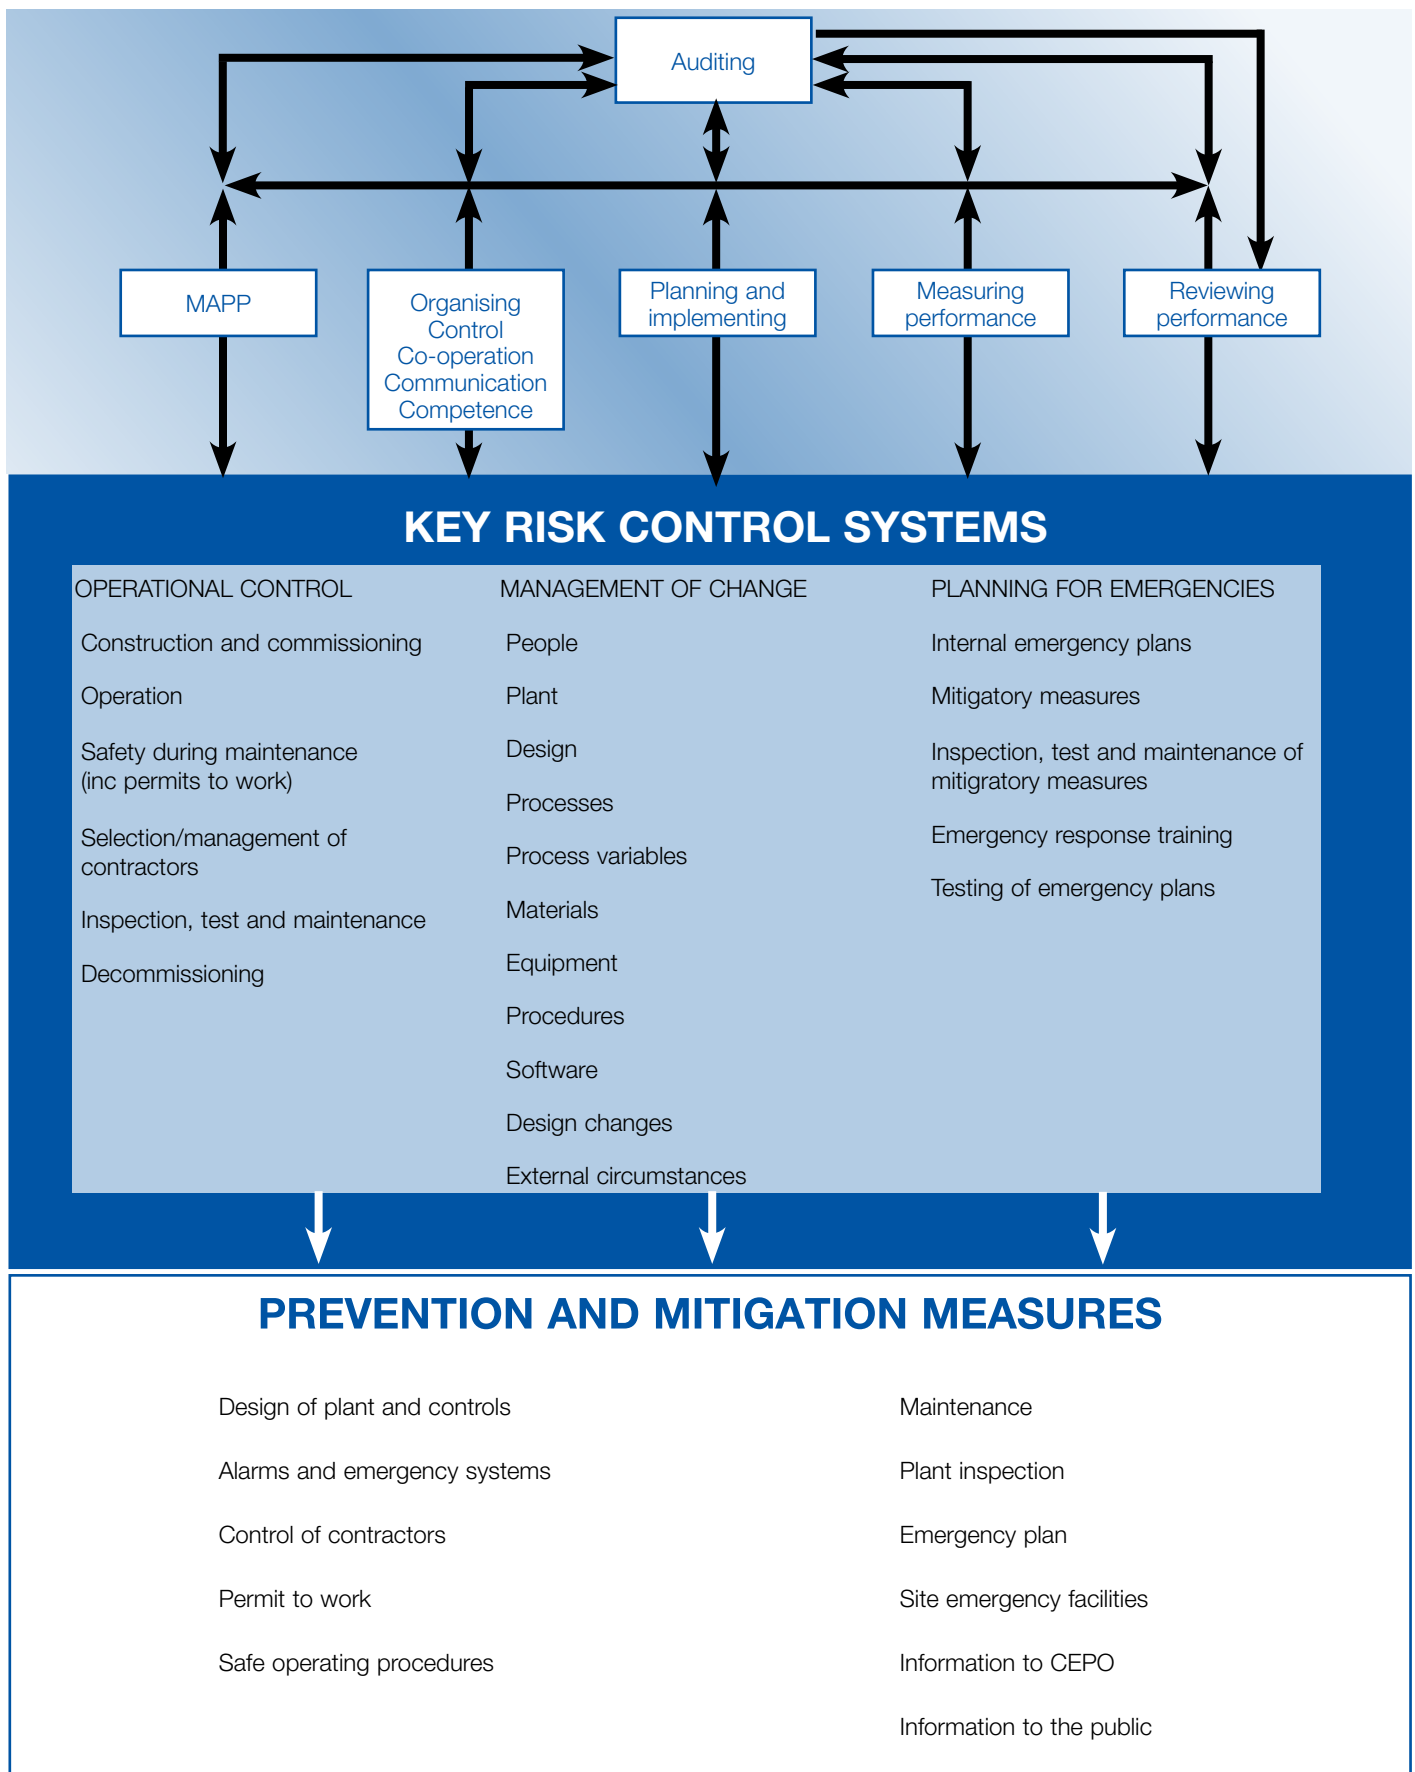 Auditing
MAPP
Organising
Control
Co-operation
Communication
Competence
Planning and
implementing
Measuring
performance
Reviewing
performance
KEY RISK CONTROL SYSTEMS
OPERATIONAL CONTROL
Construction and commissioning
Operation
Safety during maintenance
(inc permits to work)
Selection/management of
contractors
Inspection, test and maintenance
Decommissioning
MANAGEMENT OF CHANGE
People
Plant
Design
Processes
Process variables
Materials
Equipment
Procedures
Software
Design changes
External circumstances
PLANNING FOR EMERGENCIES
Internal emergency plans
Mitigatory measures
Inspection, test and maintenance of
mitigratory measures
Emergency response training
Testing of emergency plans
PREVENTION AND MITIGATION MEASURES
Design of plant and controls
Alarms and emergency systems
Control of contractors
Permit to work
Safe operating procedures
Maintenance
Plant inspection
Emergency plan
Site emergency facilities
Information to CEPO
Information to the public